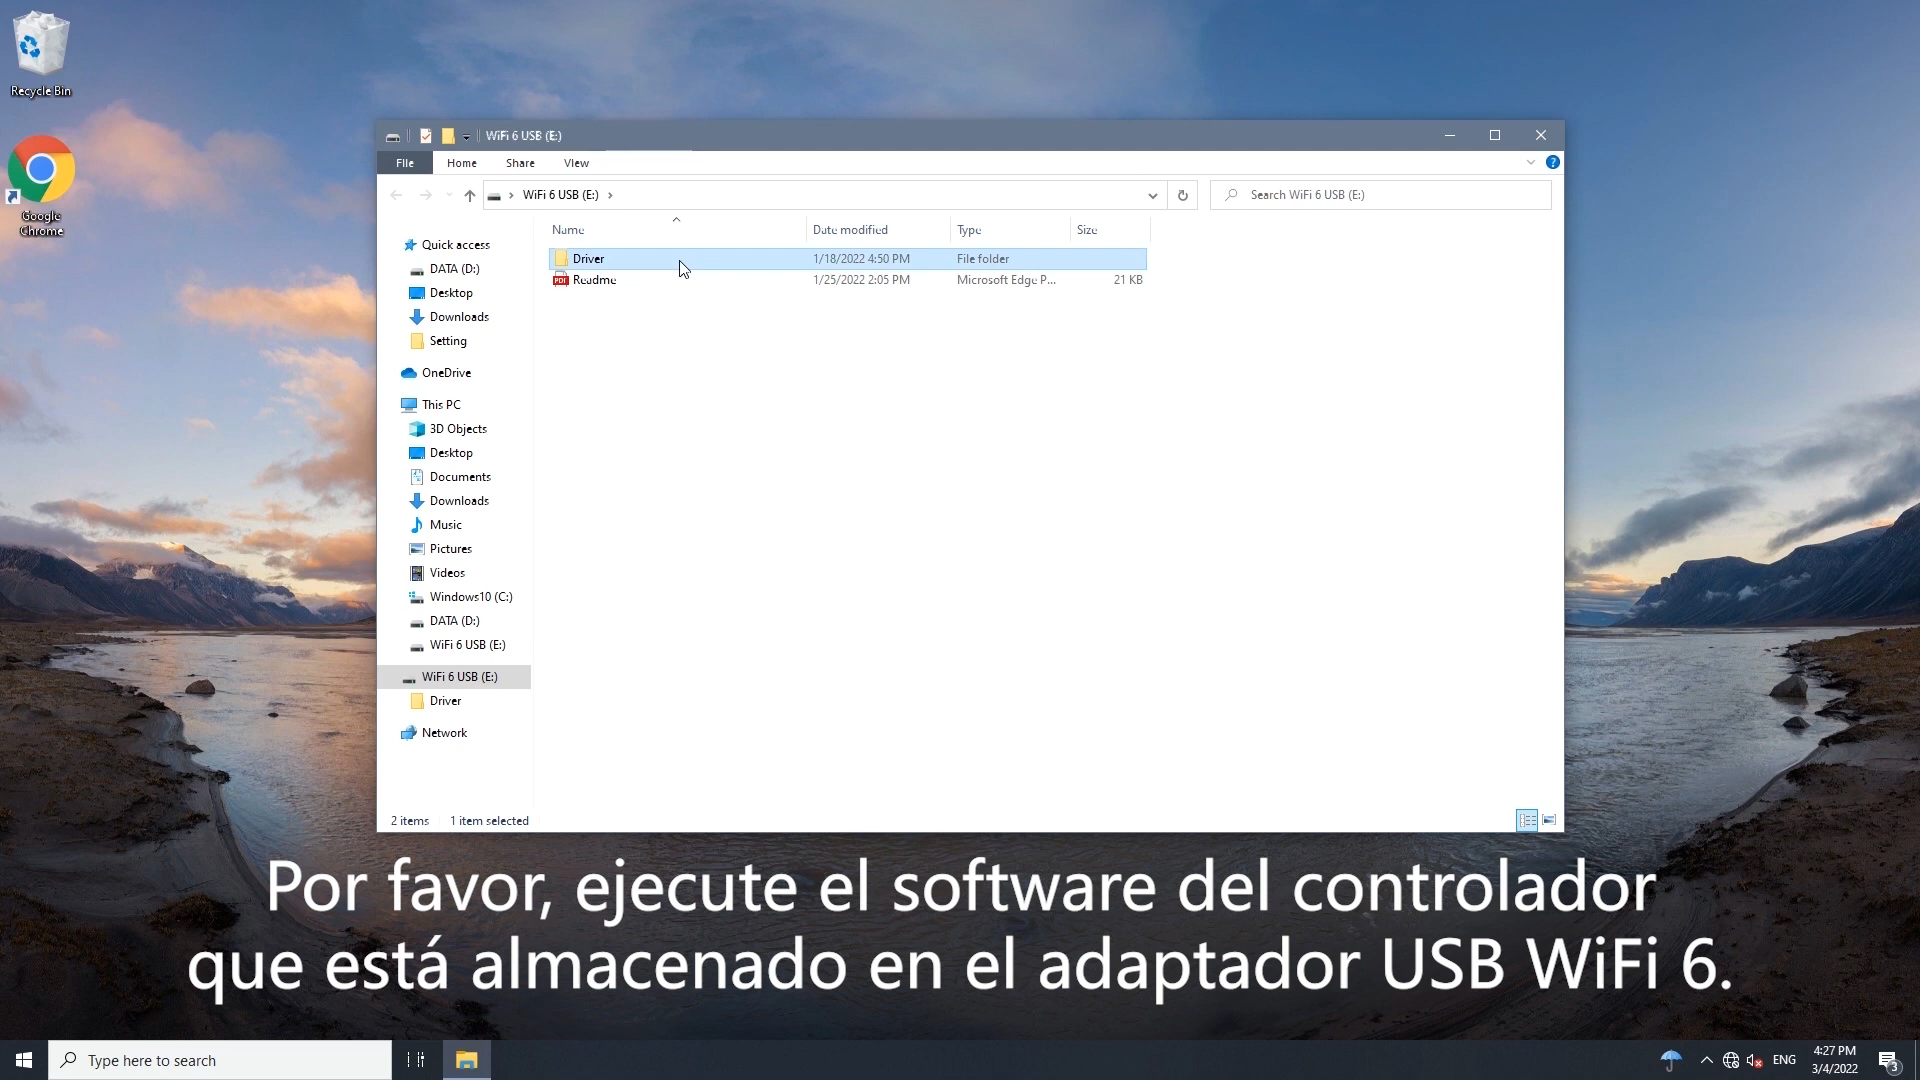 Recycle Bin
Google
Chrome
WiFi 6 USB (E:)
File Home Share View
WiFi 6 USB (E:)
Search WiFi 6 USB (E:)
Name Date modified Type Size
Driver 1/18/2022 4:50 PM File folder
Readme 1/25/2022 2:05 PM Microsoft Edge P... 21 KB
Quick access
DATA (D:)
Desktop
Downloads
Setting
OneDrive
This PC
3D Objects
Desktop
Documents
Downloads
Music
Pictures
Videos
Windows10 (C:)
DATA (D:)
WiFi 6 USB (E:)
WiFi 6 USB (E:)
Driver
Network
2 items 1 item selected
Por favor, ejecute el software del controlador
que está almacenado en el adaptador USB WiFi 6.
Type here to search
ENG
4:27 PM
3/4/2022
3